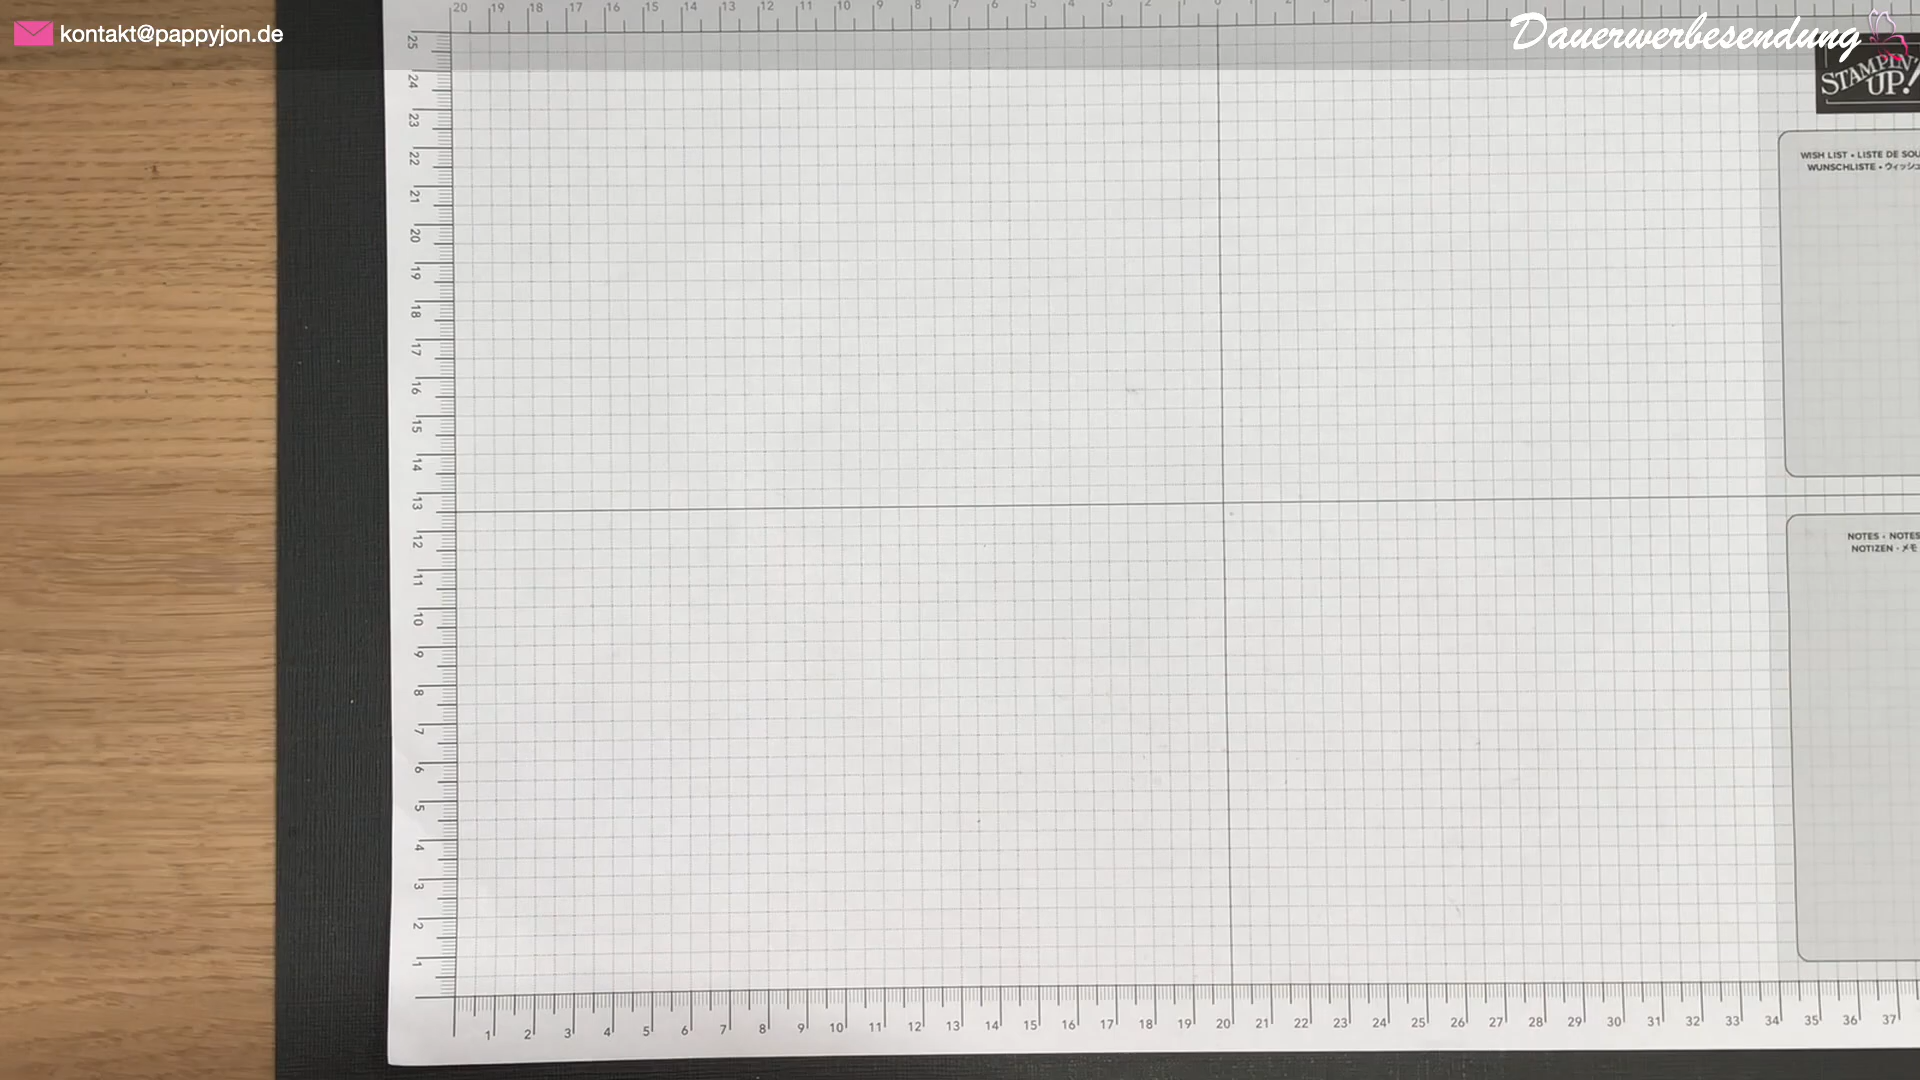 kontakt@pappyjon.de
Dauerwerbesendung
STAMPIN'
UP!
WISH LIST • LISTE DE SOU
WUNSCHLISTE • ウィッシュ
NOTES • NOTES
NOTIZEN • メモ
20 19 18 17 16 15 14 13 12 11 10 9 8 7 6 5 4 3 2 1 0 1 2 3
25
24
23
22
21
20
19
18
17
16
15
14
13
12
11
10
9
8
7
6
5
4
3
2
1
1 2 3 4 5 6 7 8 9 10 11 12 13 14 15 16 17 18 19 20 21 22 23 24 25 26 27 28 29 30 31 32 33 34 35 36 37